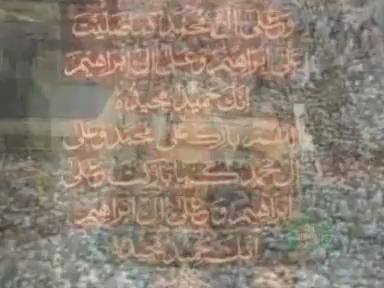 وعلى آل محمد كما صليت
على ابراهيم وعلى آل ابراهيم
انك حميد مجيد
اللهم بارك على محمد وعلى
آل محمد كما باركت على
ابراهيم وعلى آل ابراهيم
انك حميد مجيد